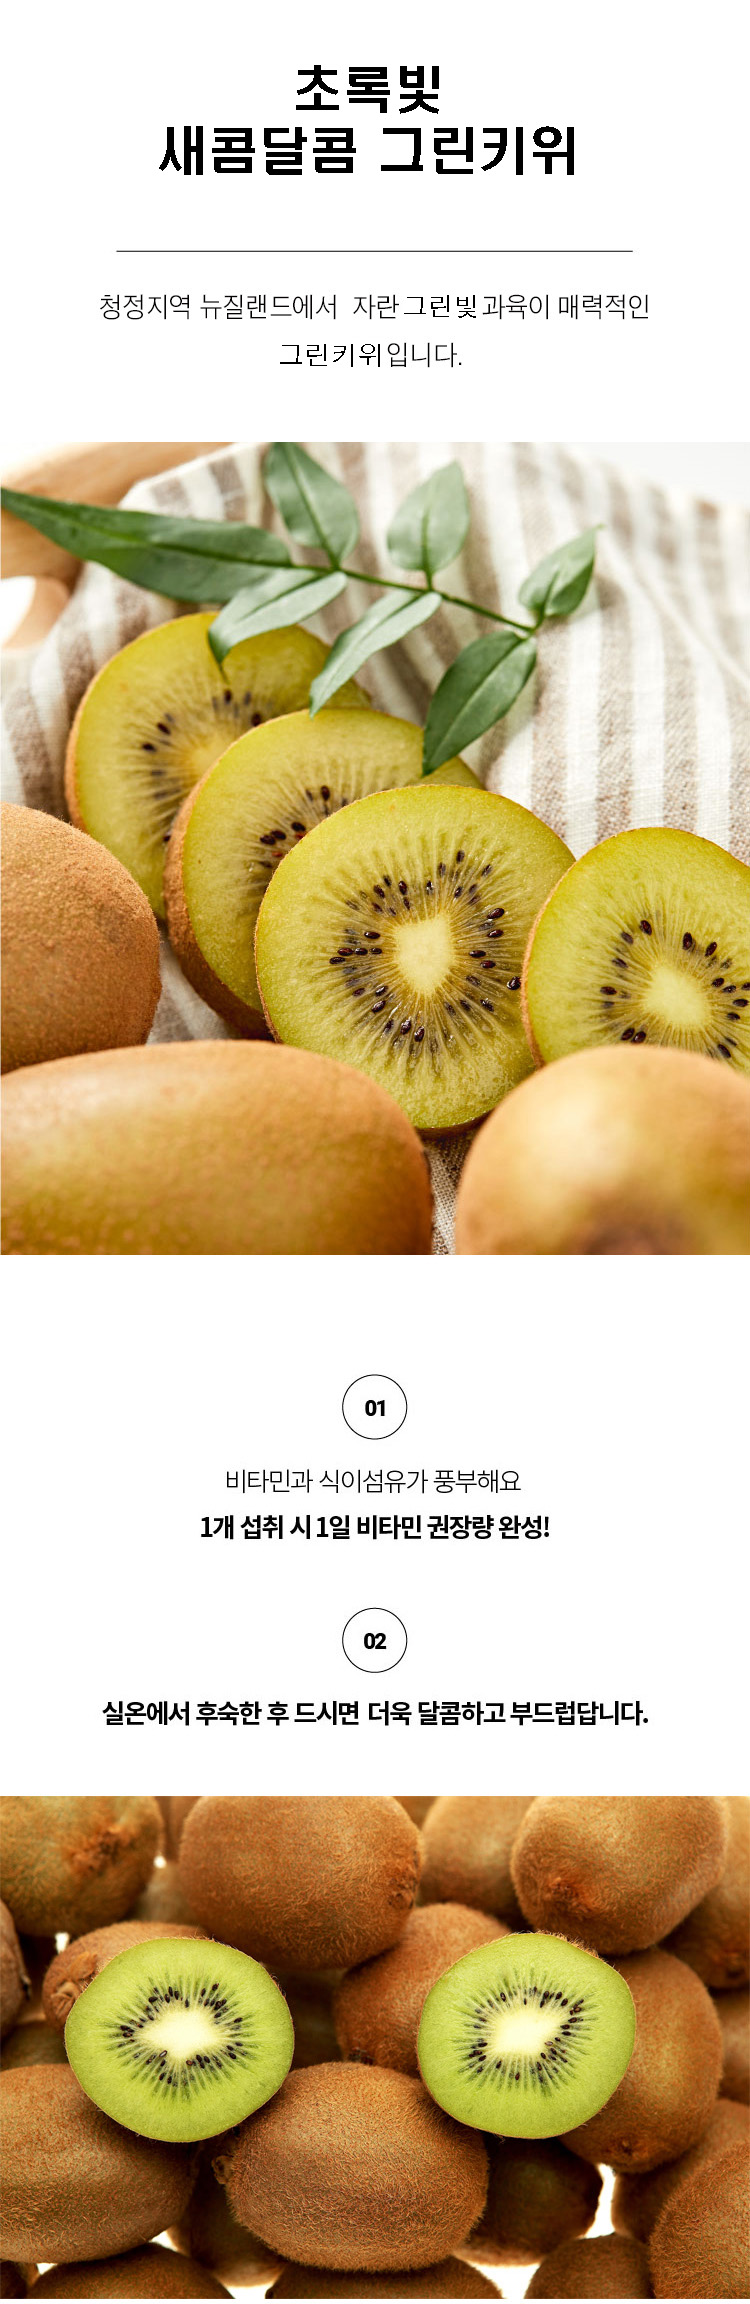 초록빛
새콤달콤 그린키위
청정지역 뉴질랜드에서 자란 그린빛 과육이 매력적인
그린키위입니다.
01
비타민과 식이섬유가 풍부해요
1개 섭취 시 1일 비타민 권장량 완성!
02
실온에서 후숙한 후 드시면 더욱 달콤하고 부드럽답니다.